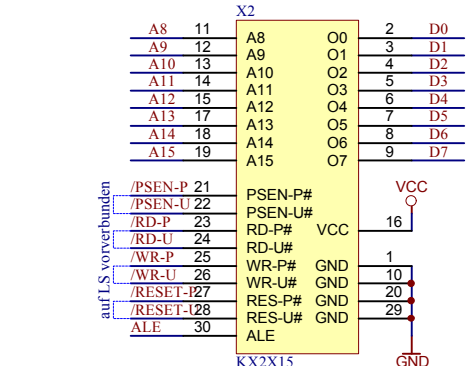 X2
A8 11 A8 O0 2 D0
A9 12 A9 O1 3 D1
A10 13 A10 O2 4 D2
A11 14 A11 O3 5 D3
A12 15 A12 O4 6 D4
A13 17 A13 O5 7 D5
A14 18 A14 O6 8 D6
A15 19 A15 O7 9 D7
auf LS vorverbunden
/PSEN-P 21 PSEN-P# VCC
/PSEN-U 22 PSEN-U#
/RD-P 23 RD-P# VCC 16
/RD-U 24 RD-U#
/WR-P 25 WR-P# GND 1
/WR-U 26 WR-U# GND 10
/RESET-P 27 RES-P# GND 20
/RESET-U 28 RES-U# GND 29
ALE 30 ALE
KX2X15 GND